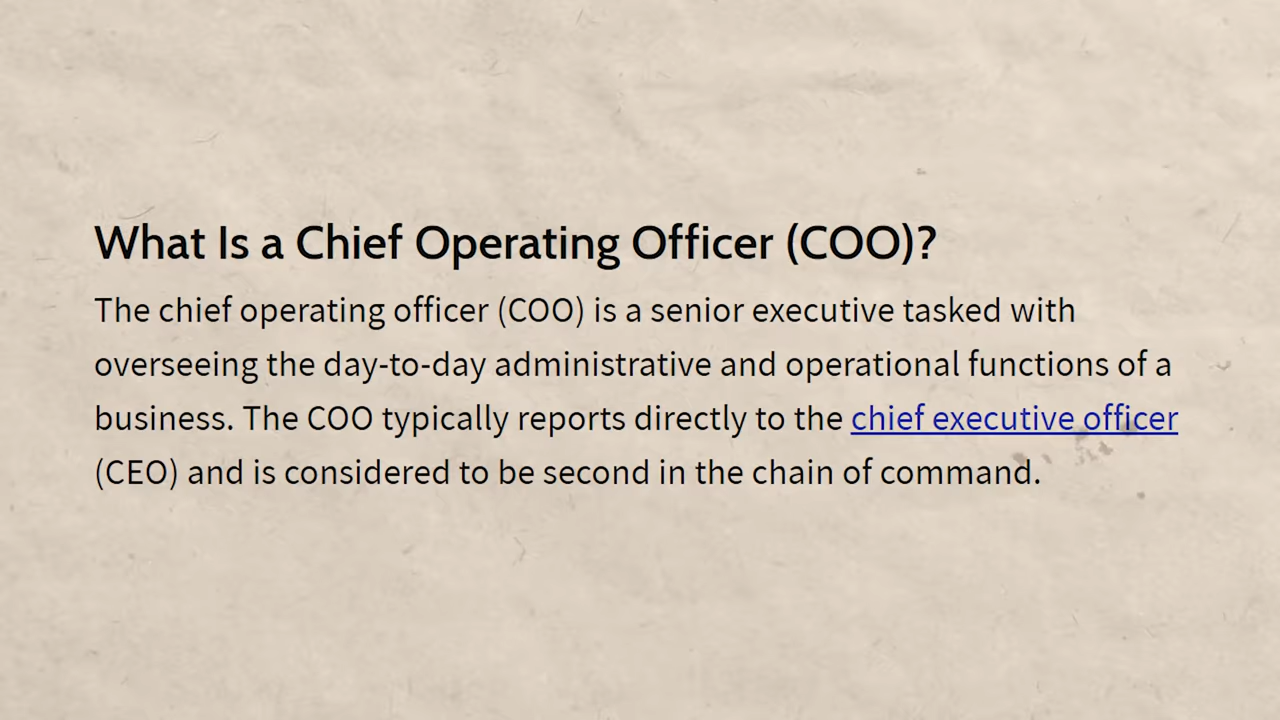 What Is a Chief Operating Officer (COO)?
The chief operating officer (COO) is a senior executive tasked with
overseeing the day-to-day administrative and operational functions of a
business. The COO typically reports directly to the chief executive officer
(CEO) and is considered to be second in the chain of command.